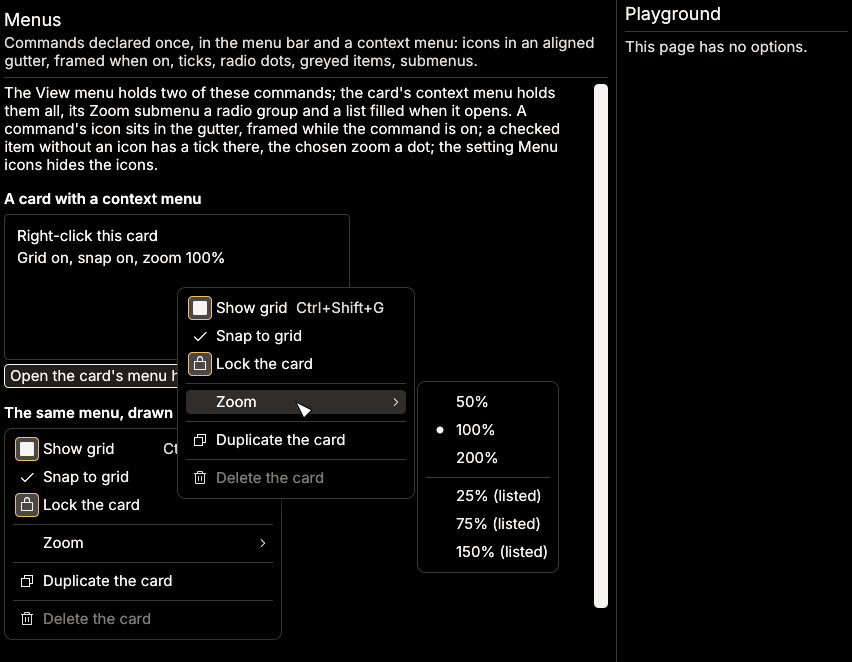 Menus
Commands declared once, in the menu bar and a context menu: icons in an aligned
gutter, framed when on, ticks, radio dots, greyed items, submenus.
The View menu holds two of these commands; the card's context menu holds
them all, its Zoom submenu a radio group and a list filled when it opens. A
command's icon sits in the gutter, framed while the command is on; a checked
item without an icon has a tick there, the chosen zoom a dot; the setting Menu
icons hides the icons.
A card with a context menu
Right-click this card
Grid on, snap on, zoom 100%
Open the card's menu
The same menu, drawn
Show grid
Snap to grid
Lock the card
Zoom
Duplicate the card
Delete the card
Show grid Ctrl+Shift+G
Snap to grid
Lock the card
Zoom
Duplicate the card
Delete the card
50%
100%
200%
25% (listed)
75% (listed)
150% (listed)
Playground
This page has no options.